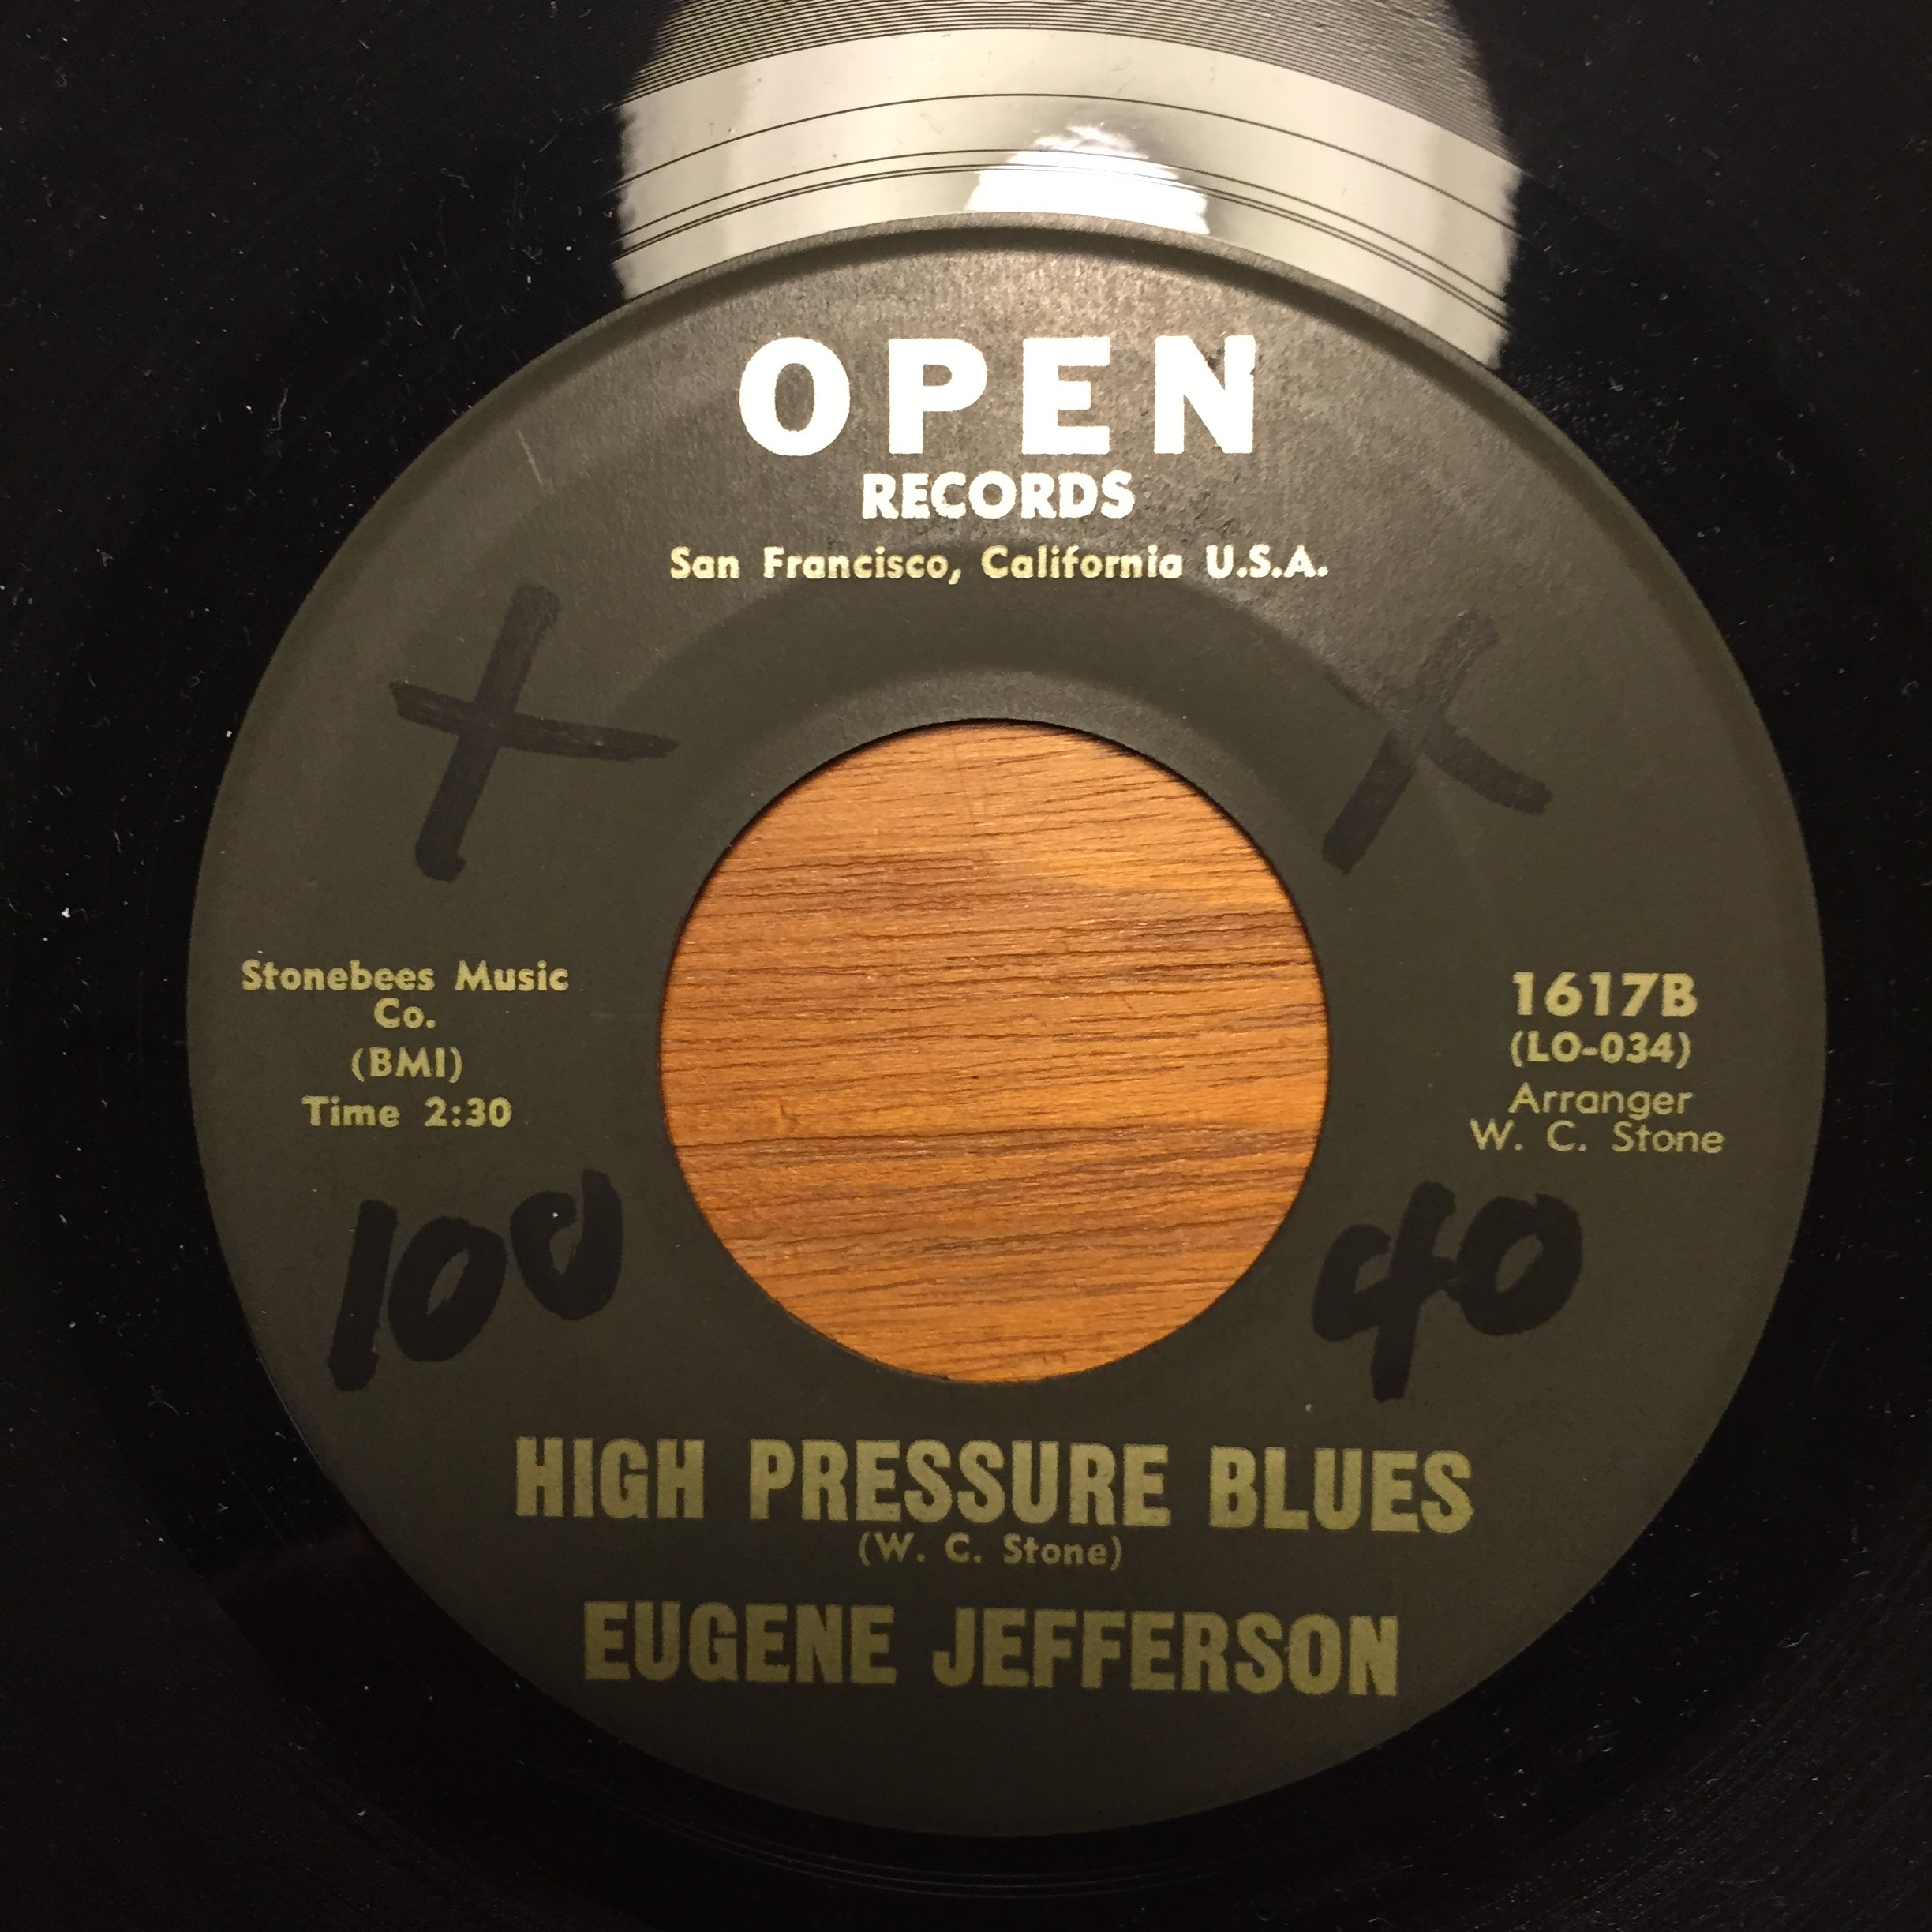 OPEN
RECORDS
San Francisco, California U.S.A.
Stonebees Music
Co.
(BMI)
Time 2:30
1617B
(LO-034)
Arranger
W. C. Stone
100
40
HIGH PRESSURE BLUES
(W. C. Stone)
EUGENE JEFFERSON